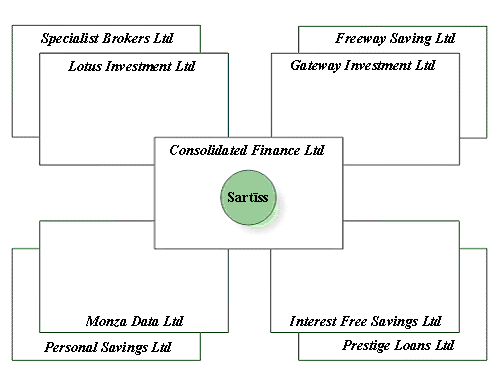 Specialist Brokers Ltd
Lotus Investment Ltd
Freeway Saving Ltd
Gateway Investment Ltd
Consolidated Finance Ltd
Sartīss
Monza Data Ltd
Personal Savings Ltd
Interest Free Savings Ltd
Prestige Loans Ltd